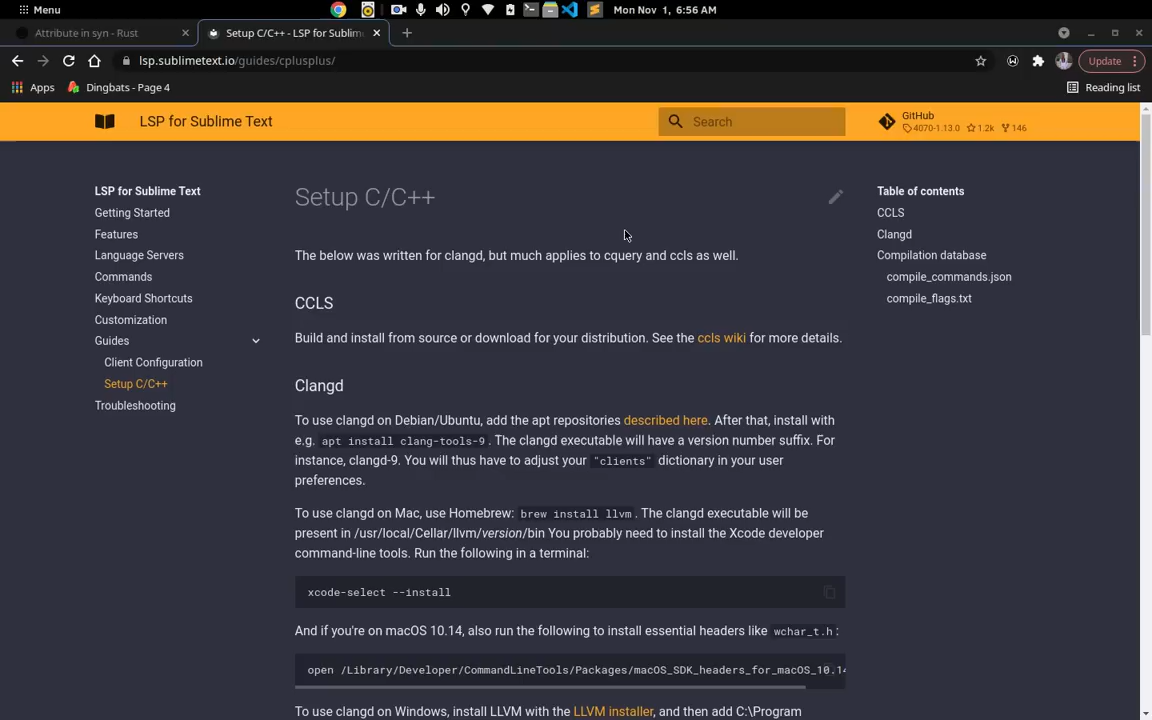 Menu
Mon Nov 1, 6:56 AM
Attribute in syn - Rust
Setup C/C++ - LSP for Sublim
lsp.sublimetext.io/guides/cplusplus/
Update
Apps
Dingbats - Page 4
Reading list
LSP for Sublime Text
Search
GitHub
4070-1.13.0 1.2k 146
LSP for Sublime Text
Getting Started
Features
Language Servers
Commands
Keyboard Shortcuts
Customization
Guides
Client Configuration
Setup C/C++
Troubleshooting
Setup C/C++
The below was written for clangd, but much applies to cquery and ccls as well.
CCLS
Build and install from source or download for your distribution. See the ccls wiki for more details.
Clangd
To use clangd on Debian/Ubuntu, add the apt repositories described here. After that, install with
e.g. apt install clang-tools-9. The clangd executable will have a version number suffix. For
instance, clangd-9. You will thus have to adjust your "clients" dictionary in your user
preferences.
To use clangd on Mac, use Homebrew: brew install llvm. The clangd executable will be
present in /usr/local/Cellar/llvm/version/bin You probably need to install the Xcode developer
command-line tools. Run the following in a terminal:
xcode-select --install
And if you're on macOS 10.14, also run the following to install essential headers like wchar_t.h:
open /Library/Developer/CommandLineTools/Packages/macOS_SDK_headers_for_macOS_10.14
To use clangd on Windows, install LLVM with the LLVM installer, and then add C:\Program
Table of contents
CCLS
Clangd
Compilation database
compile_commands.json
compile_flags.txt